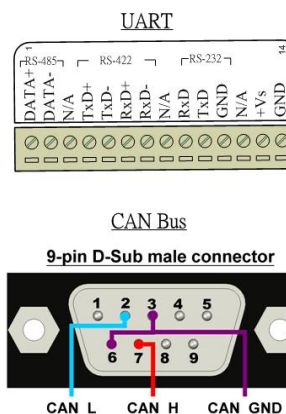 UART
1 14
RS-485 RS-422 RS-232
DATA+
DATA-
N/A
TxD+
TxD-
RxD+
RxD-
N/A
RxD
TxD
GND
N/A
+Vs
GND
CAN Bus
9-pin D-Sub male connector
1 2 3 4 5
6 7 8 9
CAN L CAN H CAN GND